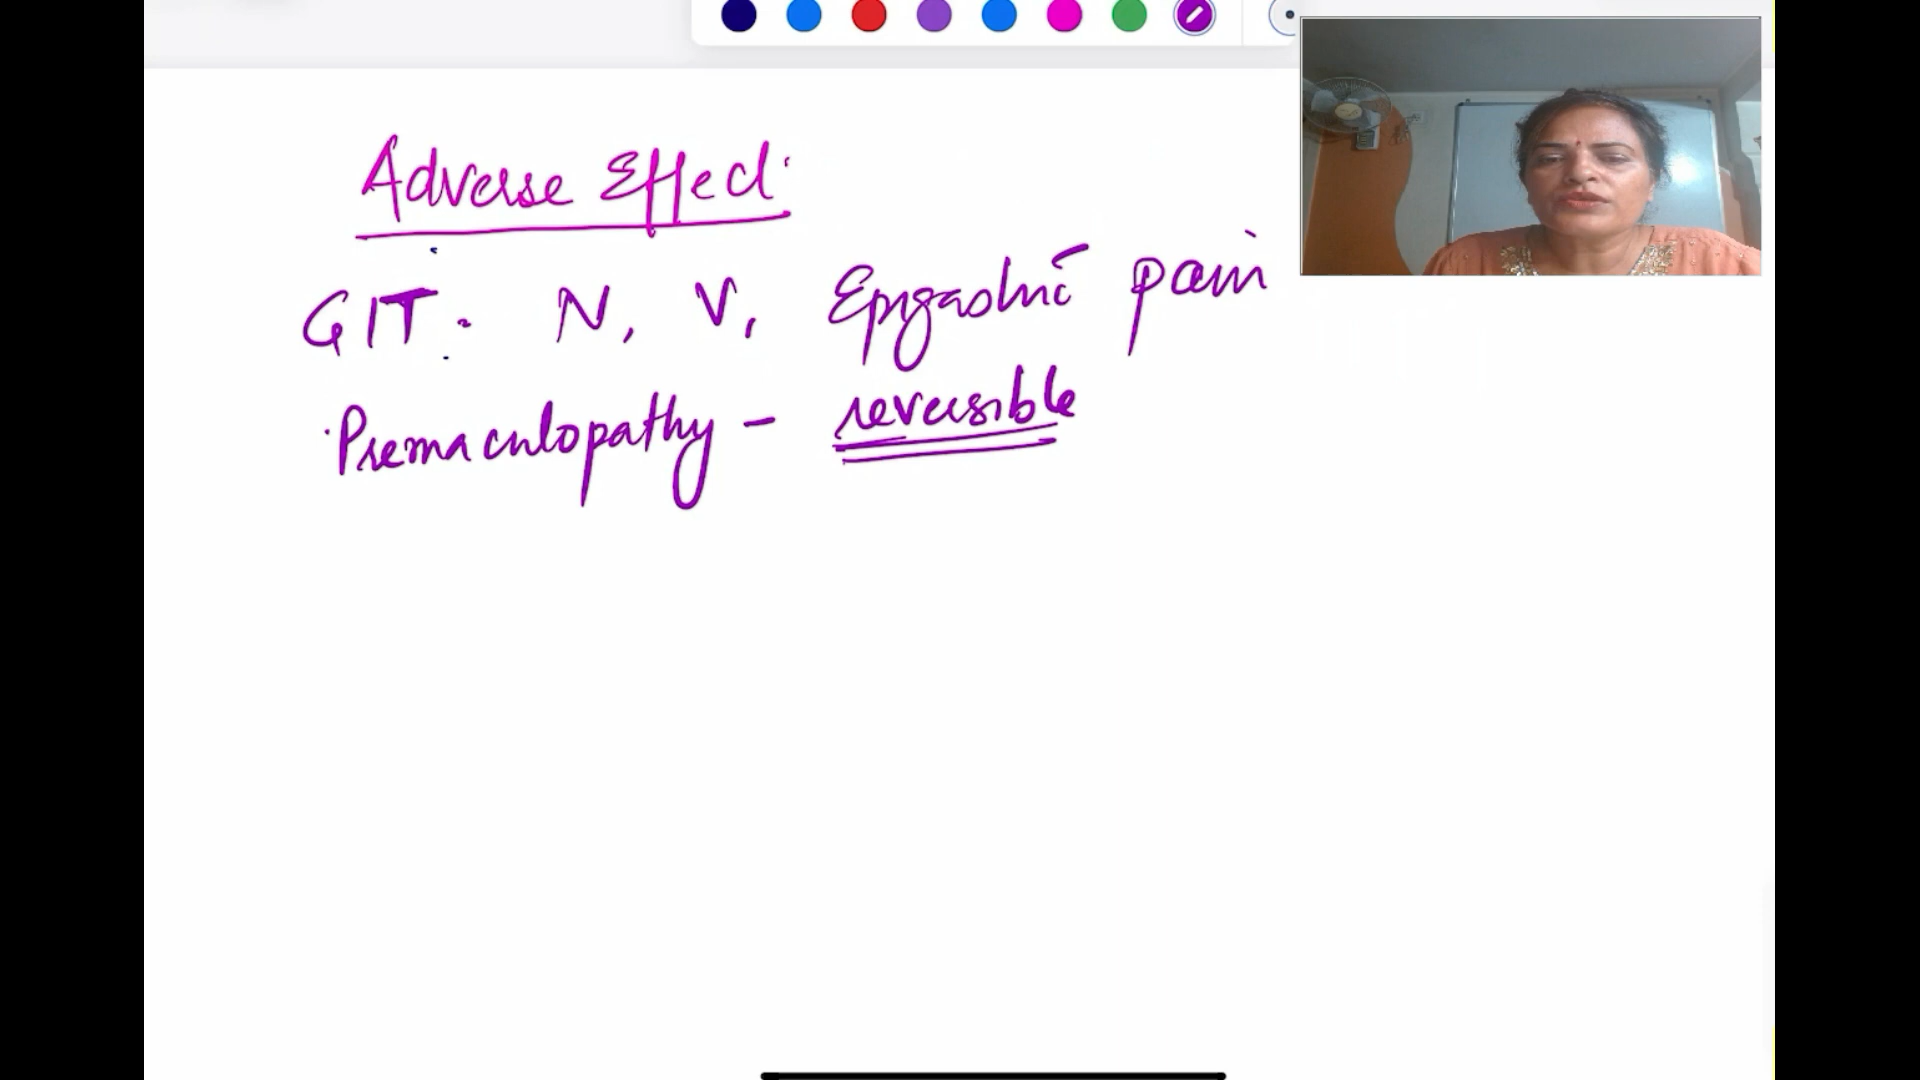 Adverse Effect:
GIT: N, V, Epigastric pain
Premaculopathy - reversible